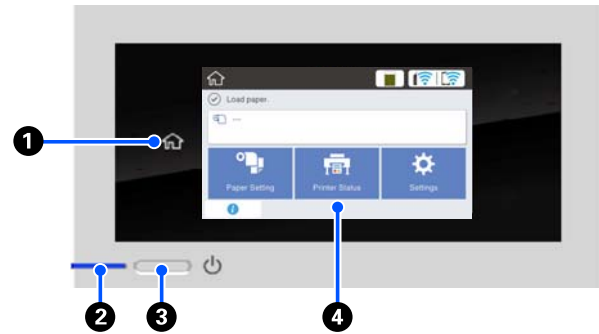 Load paper.
---
Paper Setting
Printer Status
Settings
i
1
2
3
4